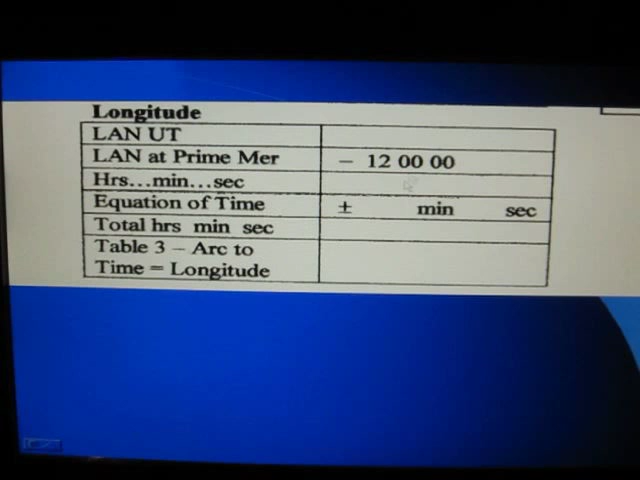 Longitude
LAN UT
LAN at Prime Mer – 12 00 00
Hrs...min...sec
Equation of Time ± min sec
Total hrs min sec
Table 3 – Arc to
Time = Longitude